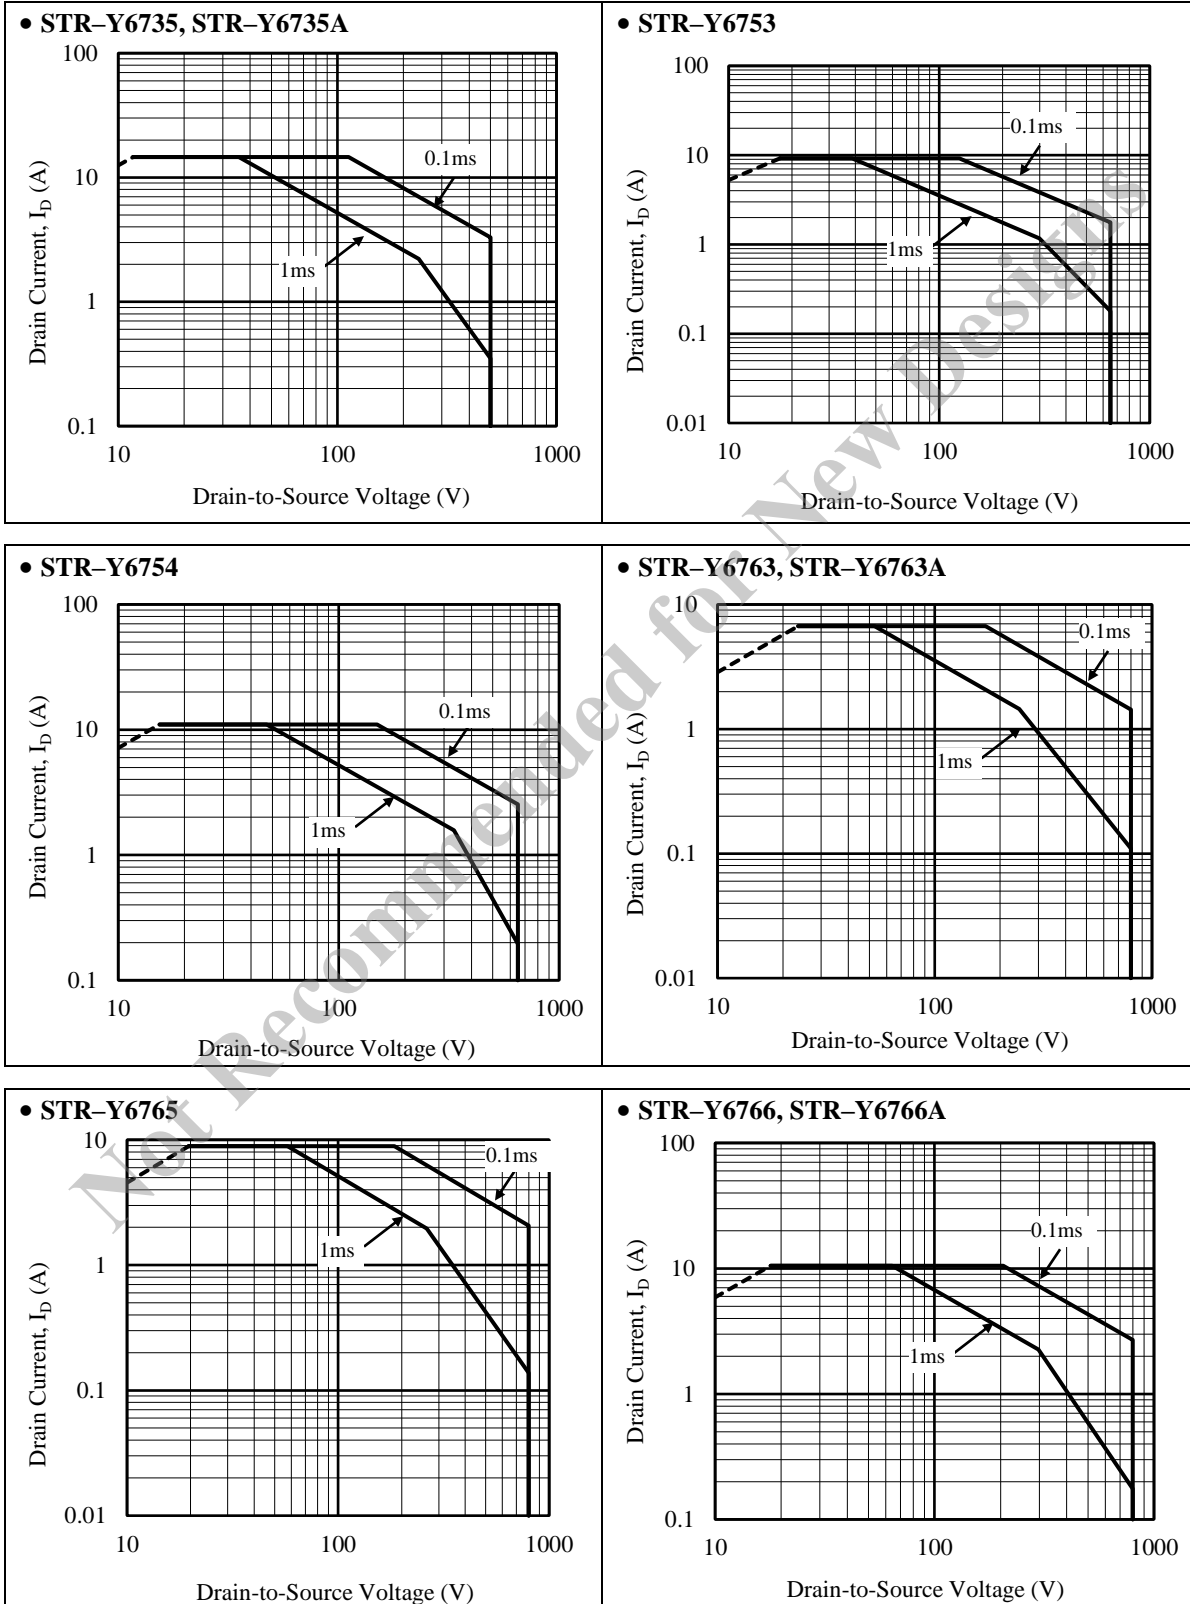 • STR–Y6735, STR–Y6735A
100
10
1
0.1
10
100
1000
0.1ms
1ms
Drain Current, I_D (A)
Drain-to-Source Voltage (V)
• STR–Y6753
100
10
1
0.1
0.01
10
100
1000
0.1ms
1ms
Drain Current, I_D (A)
Drain-to-Source Voltage (V)
• STR–Y6754
100
10
1
0.1
10
100
1000
0.1ms
1ms
Drain Current, I_D (A)
Drain-to-Source Voltage (V)
• STR–Y6763, STR–Y6763A
10
1
0.1
0.01
10
100
1000
0.1ms
1ms
Drain Current, I_D (A)
Drain-to-Source Voltage (V)
• STR–Y6765
10
1
0.1
0.01
10
100
1000
0.1ms
1ms
Drain Current, I_D (A)
Drain-to-Source Voltage (V)
• STR–Y6766, STR–Y6766A
100
10
1
0.1
10
100
1000
0.1ms
1ms
Drain Current, I_D (A)
Drain-to-Source Voltage (V)
Not Recommended for New Designs